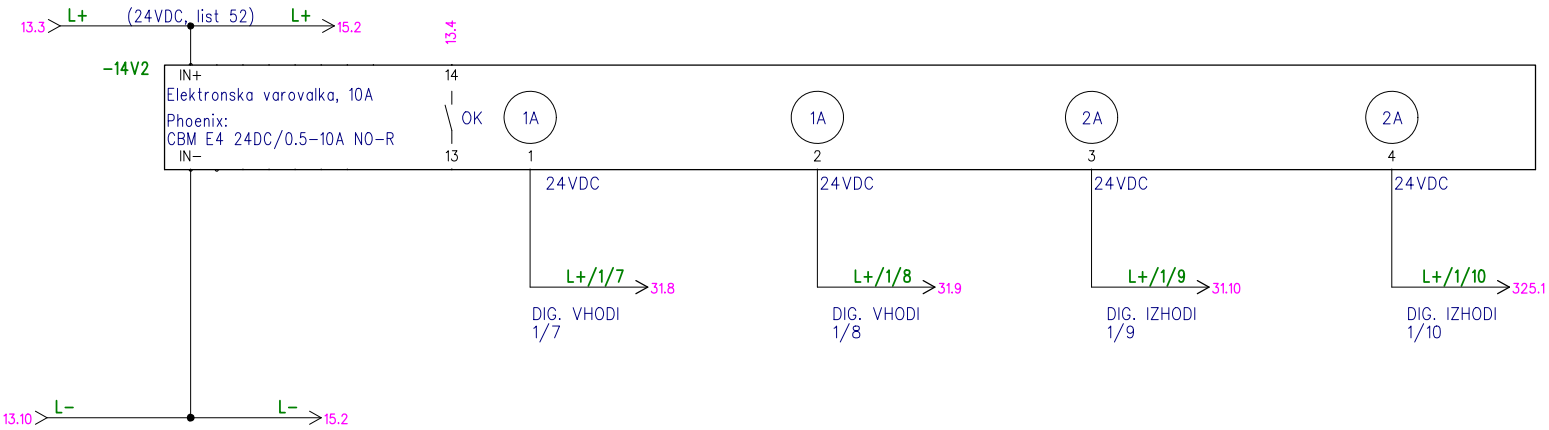 13.3 L+ (24VDC, list 52) L+ 15.2
13.4
-14V2
IN+ 14
Elektronska varovalka, 10A
Phoenix:
CBM E4 24DC/0.5-10A NO-R
OK 1A 1A 2A 2A
IN- 13 1 2 3 4
24VDC 24VDC 24VDC 24VDC
L+/1/7 31.8 L+/1/8 31.9 L+/1/9 31.10 L+/1/10 325.1
DIG. VHODI
1/7
DIG. VHODI
1/8
DIG. IZHODI
1/9
DIG. IZHODI
1/10
13.10 L- L- 15.2